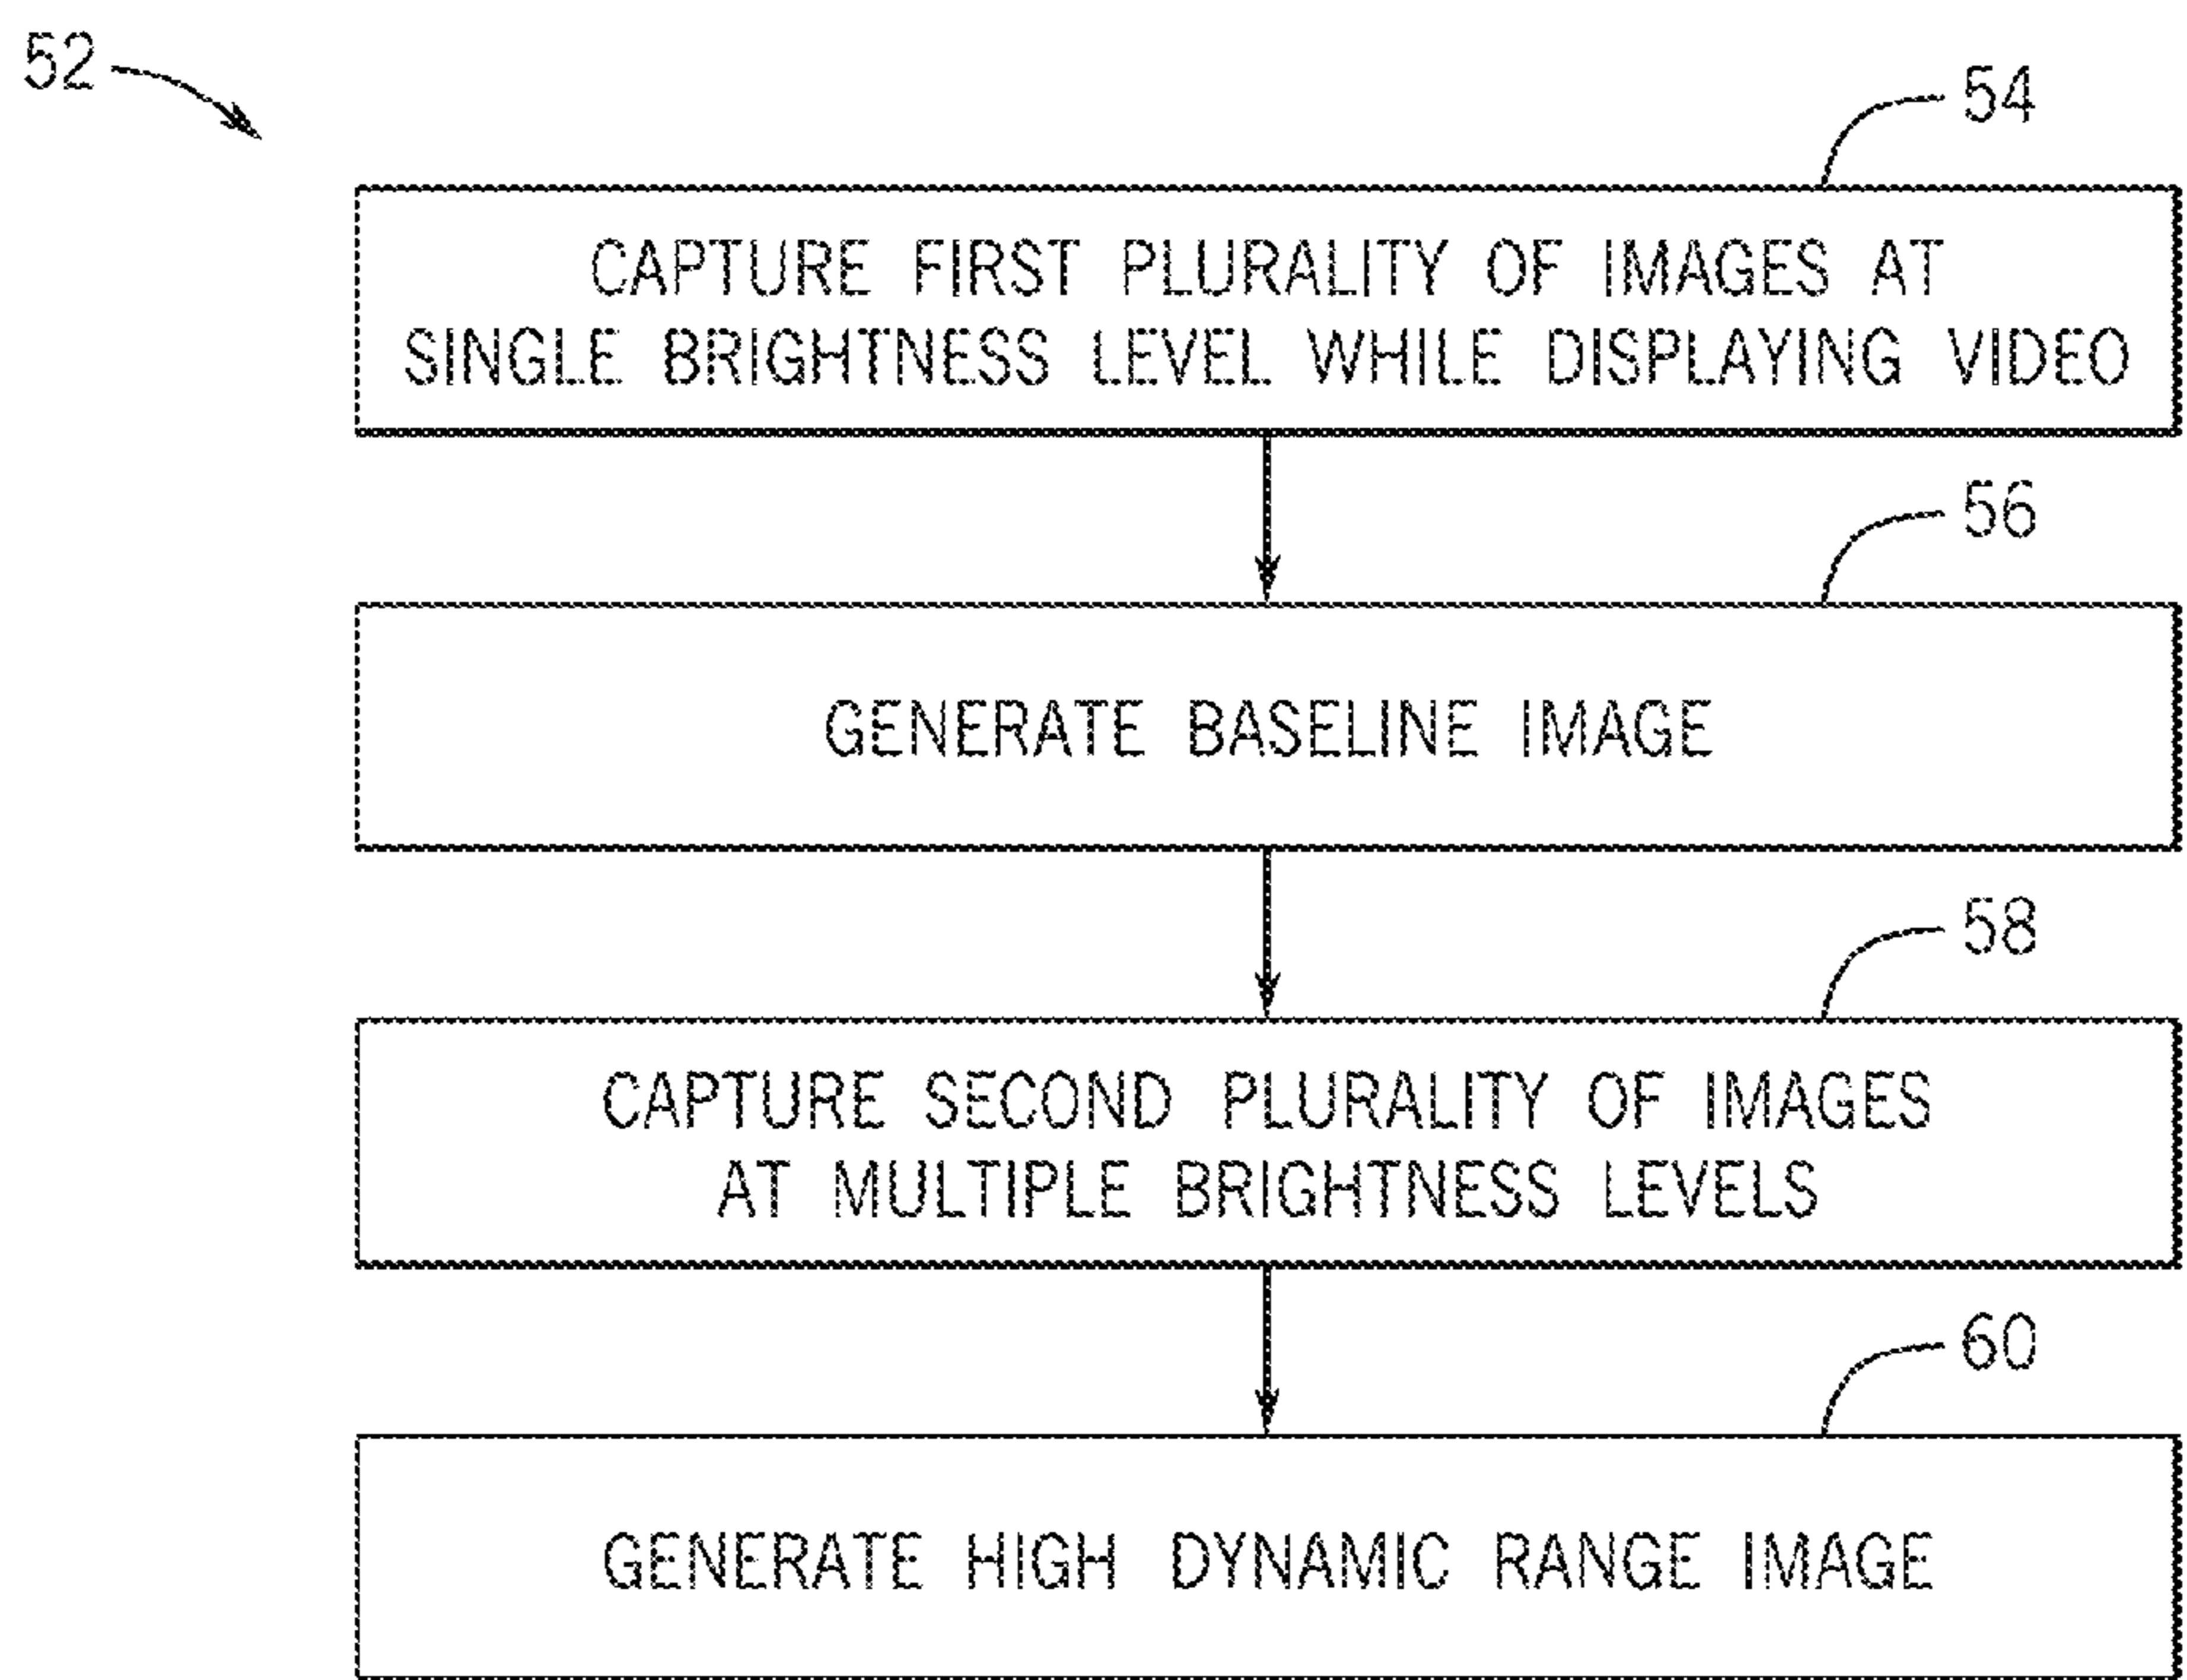 52
54
CAPTURE FIRST PLURALITY OF IMAGES AT
SINGLE BRIGHTNESS LEVEL WHILE DISPLAYING VIDEO
56
GENERATE BASELINE IMAGE
58
CAPTURE SECOND PLURALITY OF IMAGES
AT MULTIPLE BRIGHTNESS LEVELS
60
GENERATE HIGH DYNAMIC RANGE IMAGE